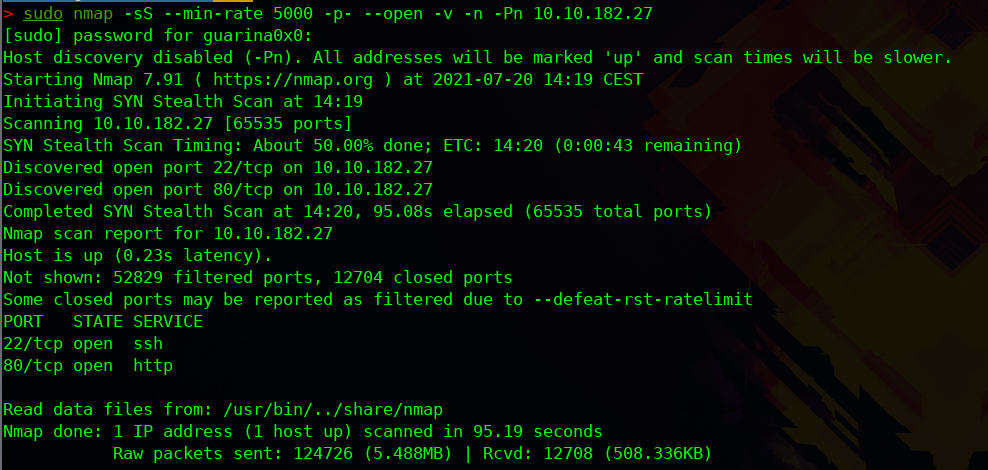 > sudo nmap -sS --min-rate 5000 -p- --open -v -n -Pn 10.10.182.27
[sudo] password for guarina0x0:
Host discovery disabled (-Pn). All addresses will be marked 'up' and scan times will be slower.
Starting Nmap 7.91 ( https://nmap.org ) at 2021-07-20 14:19 CEST
Initiating SYN Stealth Scan at 14:19
Scanning 10.10.182.27 [65535 ports]
SYN Stealth Scan Timing: About 50.00% done; ETC: 14:20 (0:00:43 remaining)
Discovered open port 22/tcp on 10.10.182.27
Discovered open port 80/tcp on 10.10.182.27
Completed SYN Stealth Scan at 14:20, 95.08s elapsed (65535 total ports)
Nmap scan report for 10.10.182.27
Host is up (0.23s latency).
Not shown: 52829 filtered ports, 12704 closed ports
Some closed ports may be reported as filtered due to --defeat-rst-ratelimit
PORT   STATE SERVICE
22/tcp open  ssh
80/tcp open  http

Read data files from: /usr/bin/../share/nmap
Nmap done: 1 IP address (1 host up) scanned in 95.19 seconds
           Raw packets sent: 124726 (5.488MB) | Rcvd: 12708 (508.336KB)